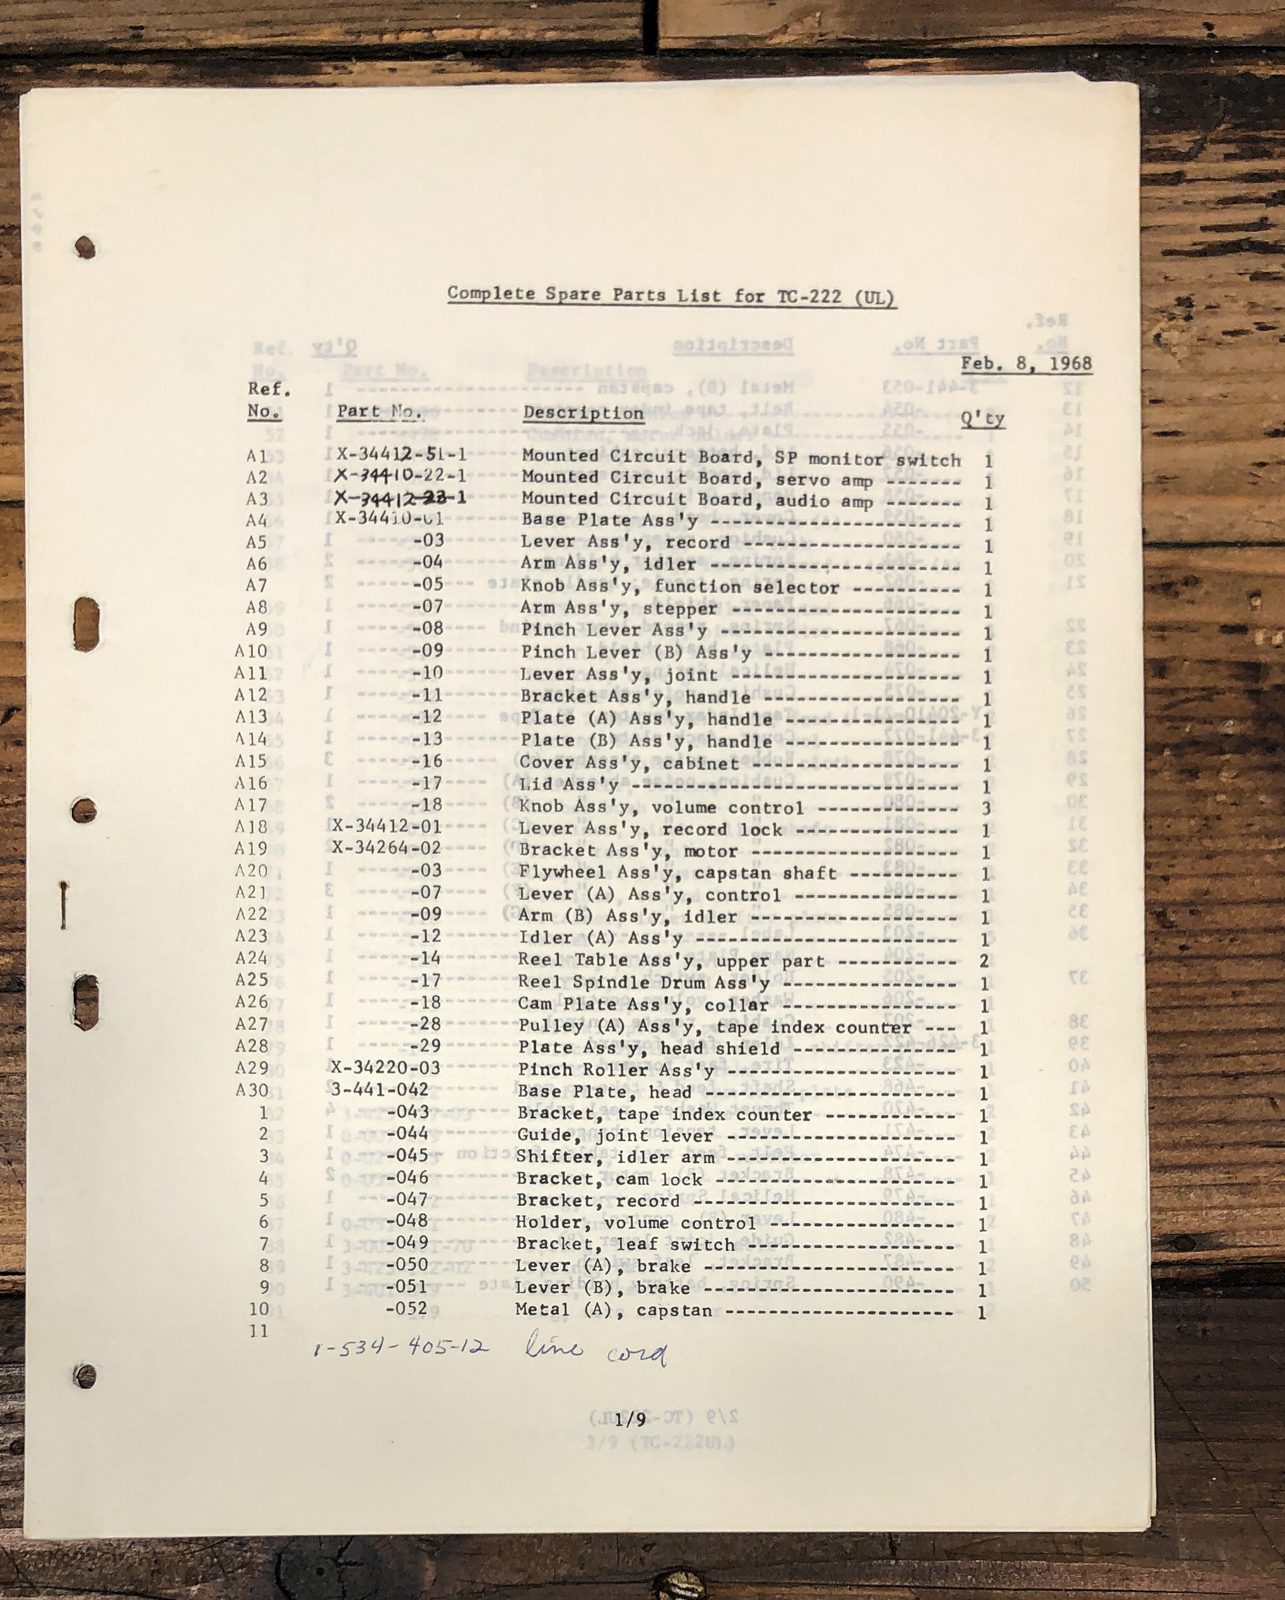 Complete Spare Parts List for TC-222 (UL)
Feb. 8, 1968
Ref.
No. Part No. Description Q'ty
A1 X-34412-51-1 Mounted Circuit Board, SP monitor switch 1
A2 X-34410-22-1 Mounted Circuit Board, servo amp ------- 1
A3 X-34412-23-1 Mounted Circuit Board, audio amp ------- 1
A4 X-34410-01 Base Plate Ass'y ----------------------- 1
A5 -03 Lever Ass'y, record -------------------- 1
A6 -04 Arm Ass'y, idler ----------------------- 1
A7 -05 Knob Ass'y, function selector ---------- 1
A8 -07 Arm Ass'y, stepper --------------------- 1
A9 -08 Pinch Lever Ass'y ---------------------- 1
A10 -09 Pinch Lever (B) Ass'y ------------------ 1
A11 -10 Lever Ass'y, joint --------------------- 1
A12 -11 Bracket Ass'y, handle ------------------ 1
A13 -12 Plate (A) Ass'y, handle ---------------- 1
A14 -13 Plate (B) Ass'y, handle ---------------- 1
A15 -16 Cover Ass'y, cabinet ------------------- 1
A16 -17 Lid Ass'y ------------------------------ 1
A17 -18 Knob Ass'y, volume control ------------- 3
A18 X-34412-01 Lever Ass'y, record lock --------------- 1
A19 X-34264-02 Bracket Ass'y, motor ------------------- 1
A20 -03 Flywheel Ass'y, capstan shaft ---------- 1
A21 -07 Lever (A) Ass'y, control --------------- 1
A22 -09 Arm (B) Ass'y, idler ------------------- 1
A23 -12 Idler (A) Ass'y ------------------------ 1
A24 -14 Reel Table Ass'y, upper part ----------- 2
A25 -17 Reel Spindle Drum Ass'y ---------------- 1
A26 -18 Cam Plate Ass'y, collar ---------------- 1
A27 -28 Pulley (A) Ass'y, tape index counter --- 1
A28 -29 Plate Ass'y, head shield --------------- 1
A29 X-34220-03 Pinch Roller Ass'y --------------------- 1
A30 3-441-042 Base Plate, head ----------------------- 1
1 -043 Bracket, tape index counter ------------ 1
2 -044 Guide, joint lever --------------------- 1
3 -045 Shifter, idler arm --------------------- 1
4 -046 Bracket, cam lock ---------------------- 1
5 -047 Bracket, record ------------------------ 1
6 -048 Holder, volume control ----------------- 1
7 -049 Bracket, leaf switch ------------------- 1
8 -050 Lever (A), brake ----------------------- 1
9 -051 Lever (B), brake ----------------------- 1
10 -052 Metal (A), capstan --------------------- 1
11
1-534-405-12 line cord
1/9